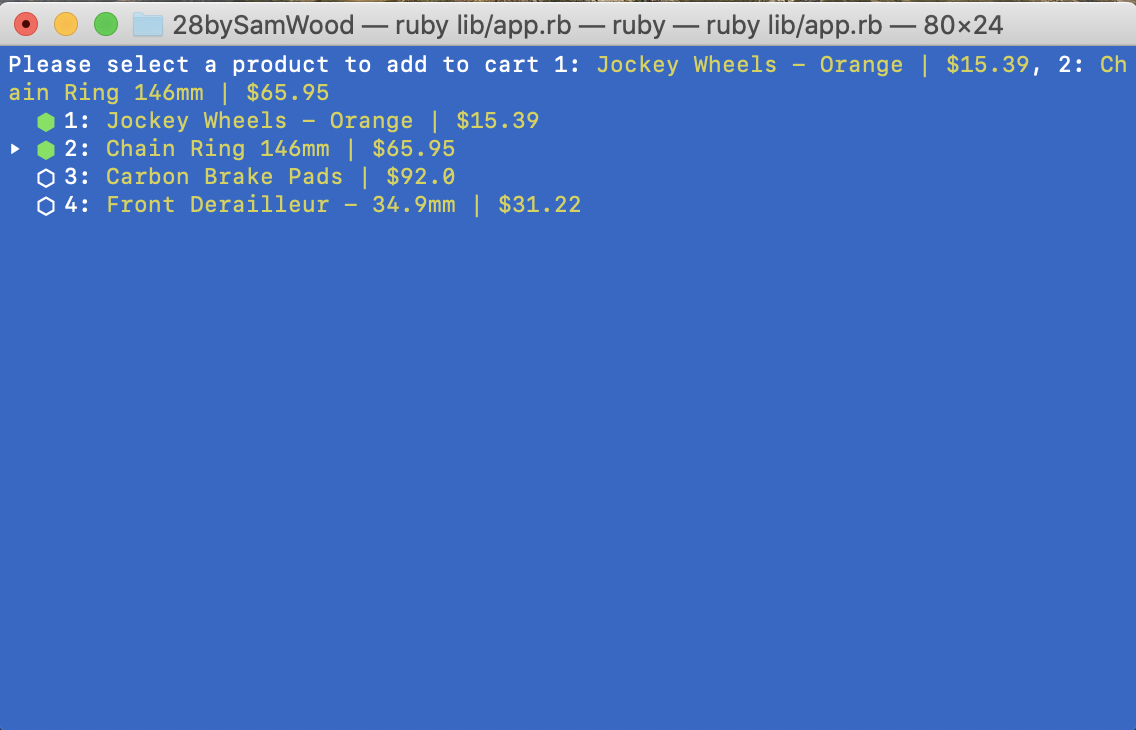 28bySamWood — ruby lib/app.rb — ruby — ruby lib/app.rb — 80×24
Please select a product to add to cart 1: Jockey Wheels - Orange | $15.39, 2: Ch
ain Ring 146mm | $65.95
1: Jockey Wheels - Orange | $15.39
2: Chain Ring 146mm | $65.95
3: Carbon Brake Pads | $92.0
4: Front Derailleur - 34.9mm | $31.22